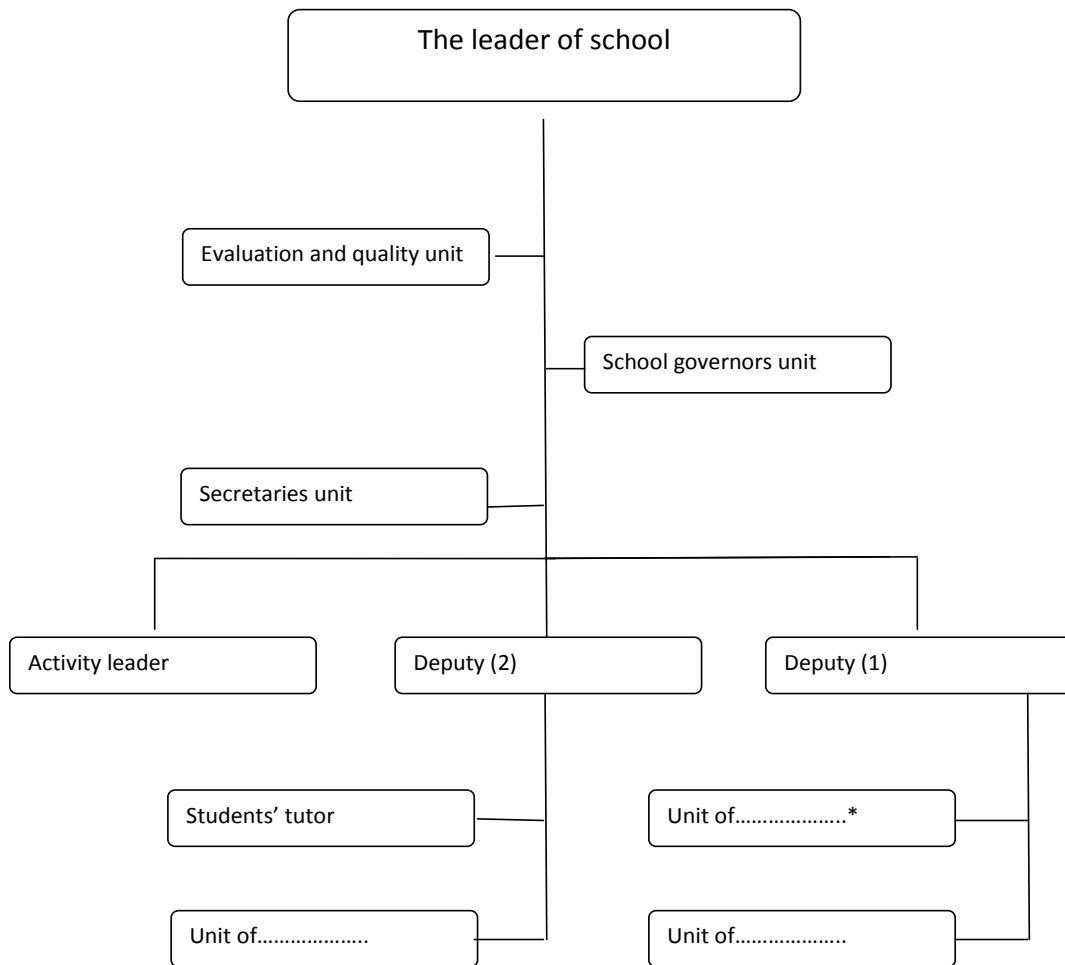 The leader of school
Evaluation and quality unit
School governors unit
Secretaries unit
Activity leader
Deputy (2)
Deputy (1)
Students’ tutor
Unit of………………..*
Unit of………………..
Unit of………………..